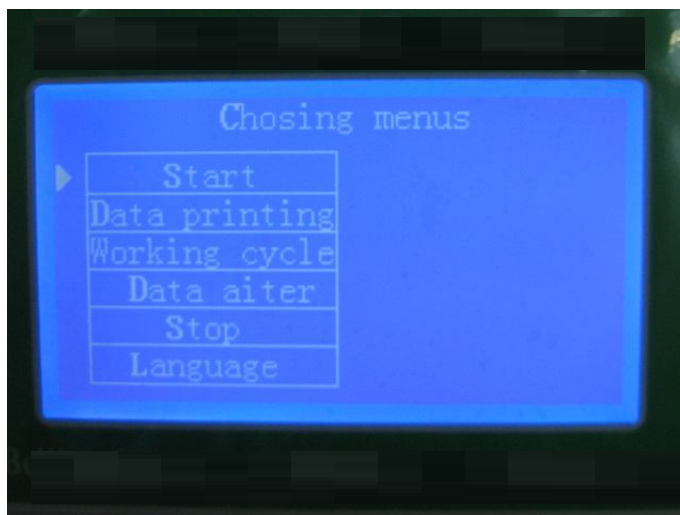 Chosing menus
Start
Data printing
Working cycle
Data aiter
Stop
Language